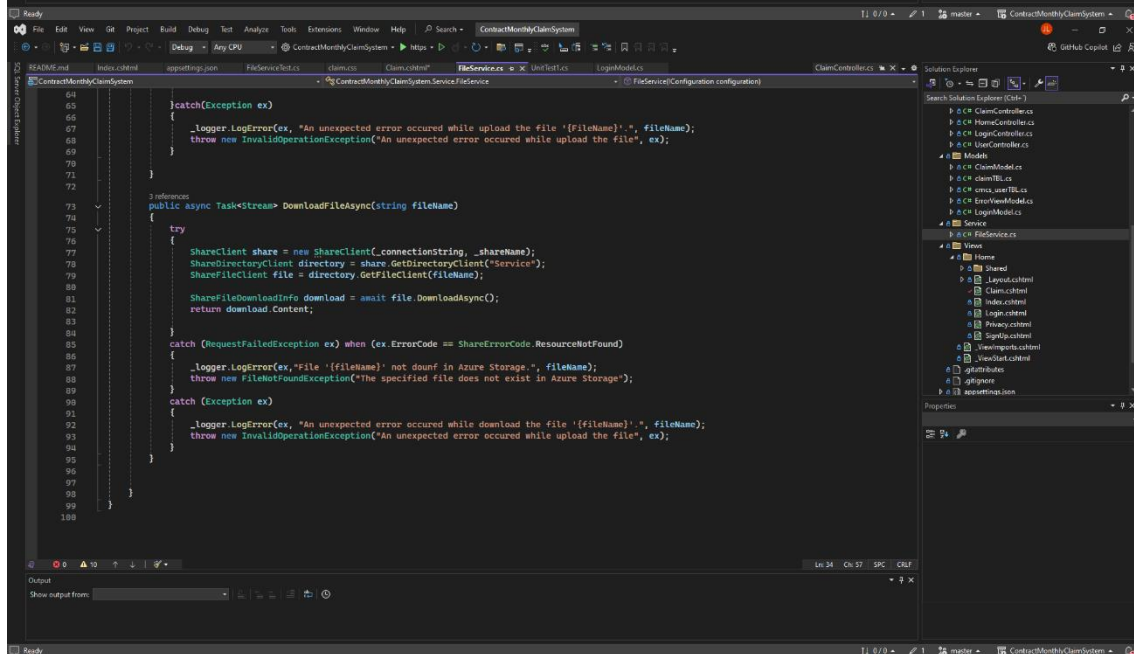 Ready ↑↓ 0/0 1 master ContractMonthlyClaimSystem
File Edit View Git Project Build Debug Test Analyze Tools Extensions Window Help Search ContractMonthlyClaimSystem
Debug Any CPU ContractMonthlyClaimSystem https GitHub Copilot
SQL Server Object Explorer
README.md Index.cshtml appsettings.json FileServiceTest.cs claim.css Claim.cshtml* FileService.cs UnitTest1.cs LoginModel.cs ClaimController.cs
ContractMonthlyClaimSystem ContractMonthlyClaimSystem.Service.FileService FileService(IConfiguration configuration)
64
65 }catch(Exception ex)
66 {
67 _logger.LogError(ex, "An unexpected error occured while upload the file '{FileName}'.", fileName);
68 throw new InvalidOperationException("An unexpected error occured while upload the file", ex);
69 }
70
71 }
72
3 references
73 public async Task<Stream> DownloadFileAsync(string fileName)
74 {
75 try
76 {
77 ShareClient share = new ShareClient(_connectionString, _shareName);
78 ShareDirectoryClient directory = share.GetDirectoryClient("Service");
79 ShareFileClient file = directory.GetFileClient(fileName);
80
81 ShareFileDownloadInfo download = await file.DownloadAsync();
82 return download.Content;
83
84 }
85 catch (RequestFailedException ex) when (ex.ErrorCode == ShareErrorCode.ResourceNotFound)
86 {
87 _logger.LogError(ex,"File '{fileName}' not dounf in Azure Storage.", fileName);
88 throw new FileNotFoundException("The specified file does not exist in Azure Storage");
89 }
90 catch (Exception ex)
91 {
92 _logger.LogError(ex, "An unexpected error occured while download the file '{fileName}'.", fileName);
93 throw new InvalidOperationException("An unexpected error occured while upload the file", ex);
94 }
95 }
96
97
98 }
99 }
100
0 10 Ln: 34 Ch: 57 SPC CRLF
Output
Show output from:
Solution Explorer
Search Solution Explorer (Ctrl+;)
C# ClaimController.cs
C# HomeController.cs
C# LoginController.cs
C# UserController.cs
Models
C# ClaimModel.cs
C# claimTBL.cs
C# cmcs_userTBL.cs
C# ErrorViewModel.cs
C# LoginModel.cs
Service
C# FileService.cs
Views
Home
Shared
_Layout.cshtml
Claim.cshtml
Index.cshtml
Login.cshtml
Privacy.cshtml
SignUp.cshtml
_ViewImports.cshtml
_ViewStart.cshtml
.gitattributes
.gitignore
appsettings.json
Properties
Ready ↑↓ 0/0 1 master ContractMonthlyClaimSystem